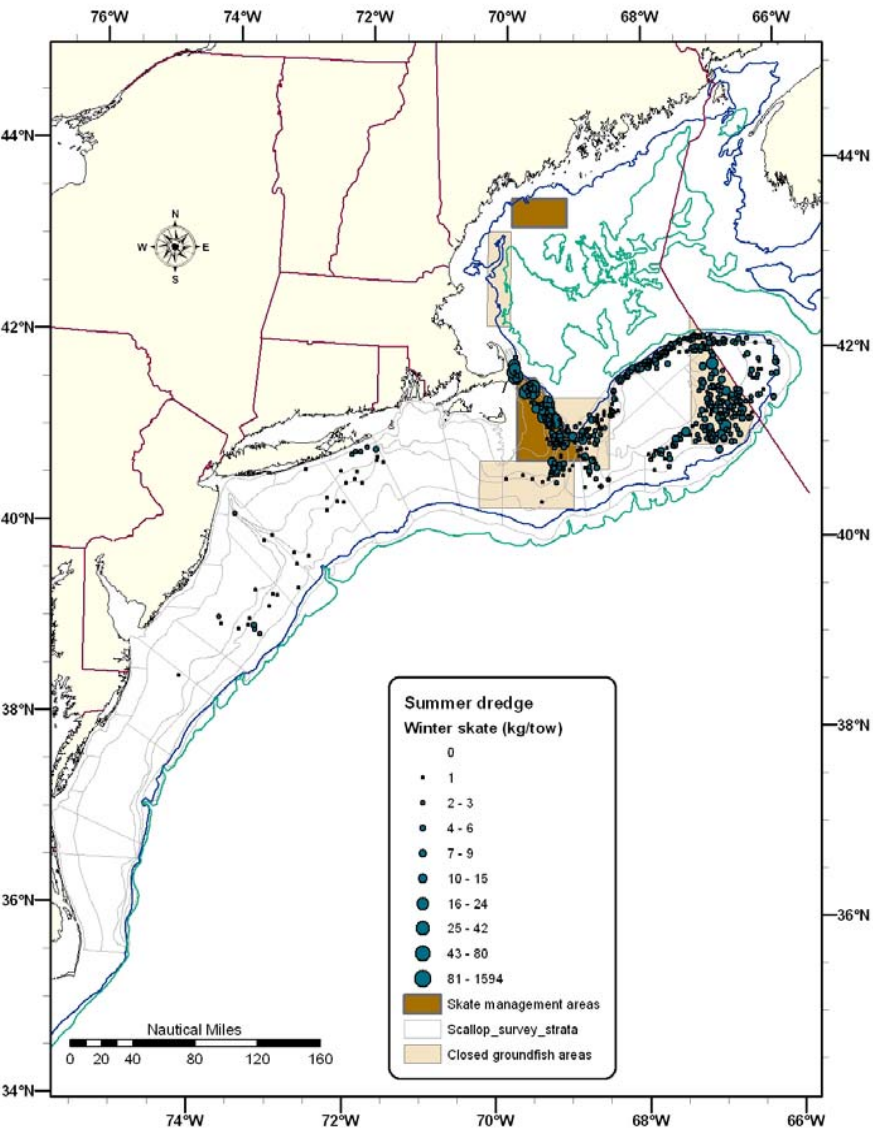 76°W 74°W 72°W 70°W 68°W 66°W
44°N 44°N
N
W E
S
42°N 42°N
40°N 40°N
38°N 38°N
Summer dredge
Winter skate (kg/tow)
0
1
2 - 3
4 - 6
7 - 9
10 - 15
16 - 24
25 - 42
43 - 80
81 - 1594
Skate management areas
Scallop_survey_strata
Closed groundfish areas
36°N 36°N
Nautical Miles
0 20 40 80 120 160
34°N
74°W 72°W 70°W 68°W 66°W